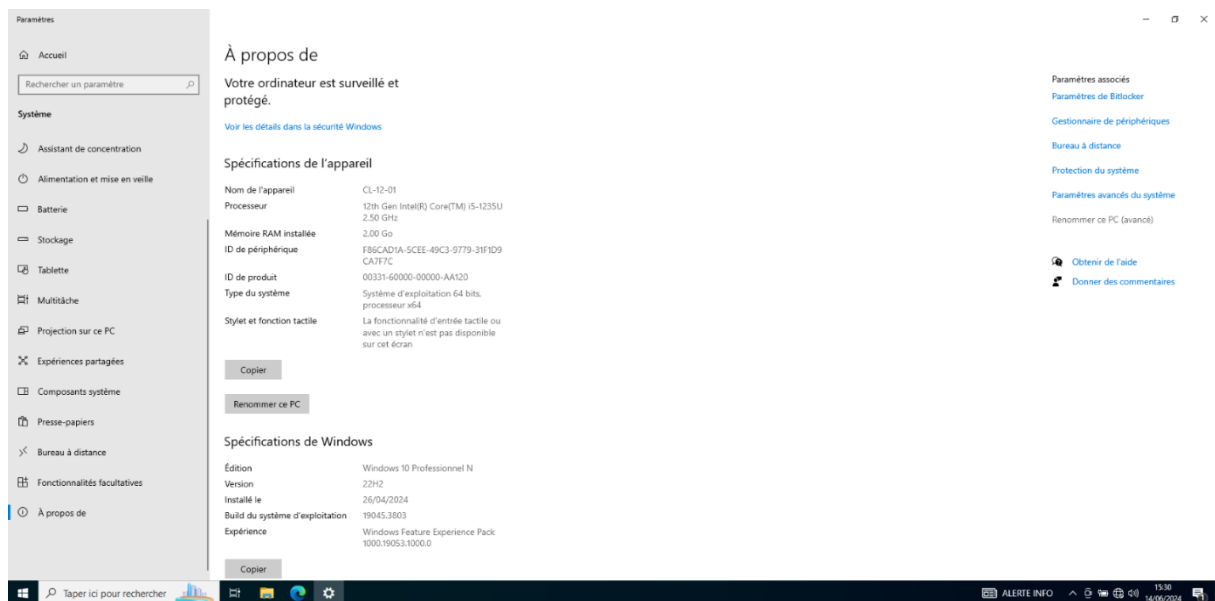 Paramètres
Accueil
Rechercher un paramètre
Système
Assistant de concentration
Alimentation et mise en veille
Batterie
Stockage
Tablette
Multitâche
Projection sur ce PC
Expériences partagées
Composants système
Presse-papiers
Bureau à distance
Fonctionnalités facultatives
À propos de
À propos de
Votre ordinateur est surveillé et
protégé.
Voir les détails dans la sécurité Windows
Spécifications de l'appareil
Nom de l'appareil CL-12-01
Processeur 12th Gen Intel(R) Core(TM) i5-1235U
2.50 GHz
Mémoire RAM installée 2,00 Go
ID de périphérique F86CAD1A-5CEE-49C3-9779-31F1D9
CA7F7C
ID de produit 00331-60000-00000-AA120
Type du système Système d'exploitation 64 bits,
processeur x64
Stylet et fonction tactile La fonctionnalité d'entrée tactile ou
avec un stylet n'est pas disponible
sur cet écran
Copier
Renommer ce PC
Spécifications de Windows
Édition Windows 10 Professionnel N
Version 22H2
Installé le 26/04/2024
Build du système d'exploitation 19045.3803
Expérience Windows Feature Experience Pack
1000.19053.1000.0
Copier
Paramètres associés
Paramètres de Bitlocker
Gestionnaire de périphériques
Bureau à distance
Protection du système
Paramètres avancés du système
Renommer ce PC (avancé)
Obtenir de l'aide
Donner des commentaires
Taper ici pour rechercher
ALERTE INFO
15:30
14/06/2024